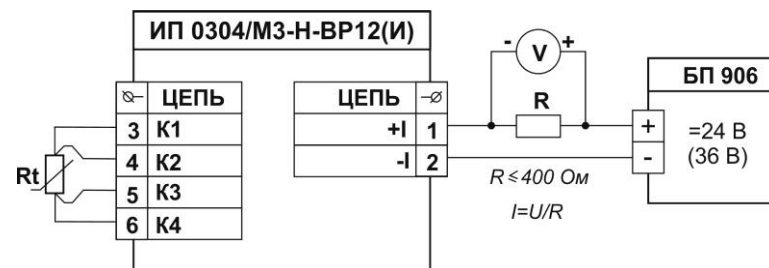 ИП 0304/М3-Н-ВР12(И)
ЦЕПЬ
3 К1
4 К2
5 К3
6 К4
Rt
ЦЕПЬ
+I 1
-I 2
- V +
R
R≤400 Ом
I=U/R
БП 906
+
-
=24 В
(36 В)